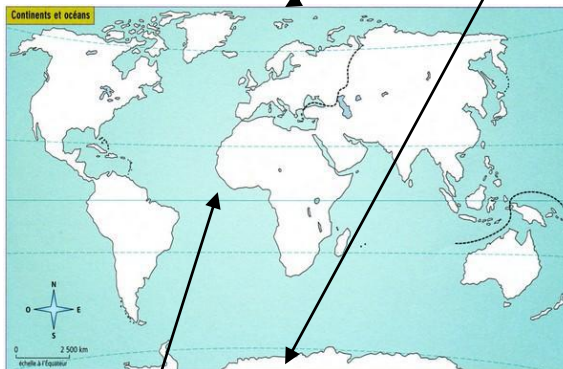 Continents et océans
N
O E
S
0 2 500 km
échelle à l'Équateur